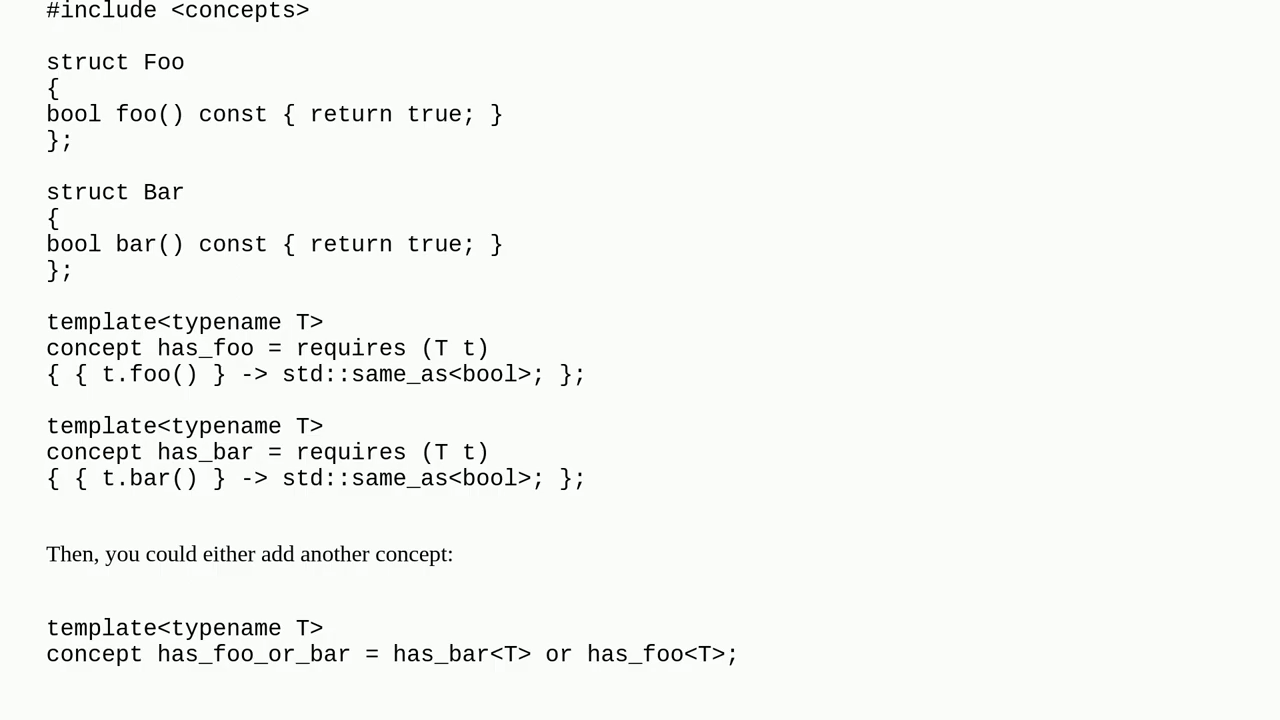 #include <concepts>
struct Foo
{
bool foo() const { return true; }
};
struct Bar
{
bool bar() const { return true; }
};
template<typename T>
concept has_foo = requires (T t)
{ { t.foo() } -> std::same_as<bool>; };
template<typename T>
concept has_bar = requires (T t)
{ { t.bar() } -> std::same_as<bool>; };
Then, you could either add another concept:
template<typename T>
concept has_foo_or_bar = has_bar<T> or has_foo<T>;